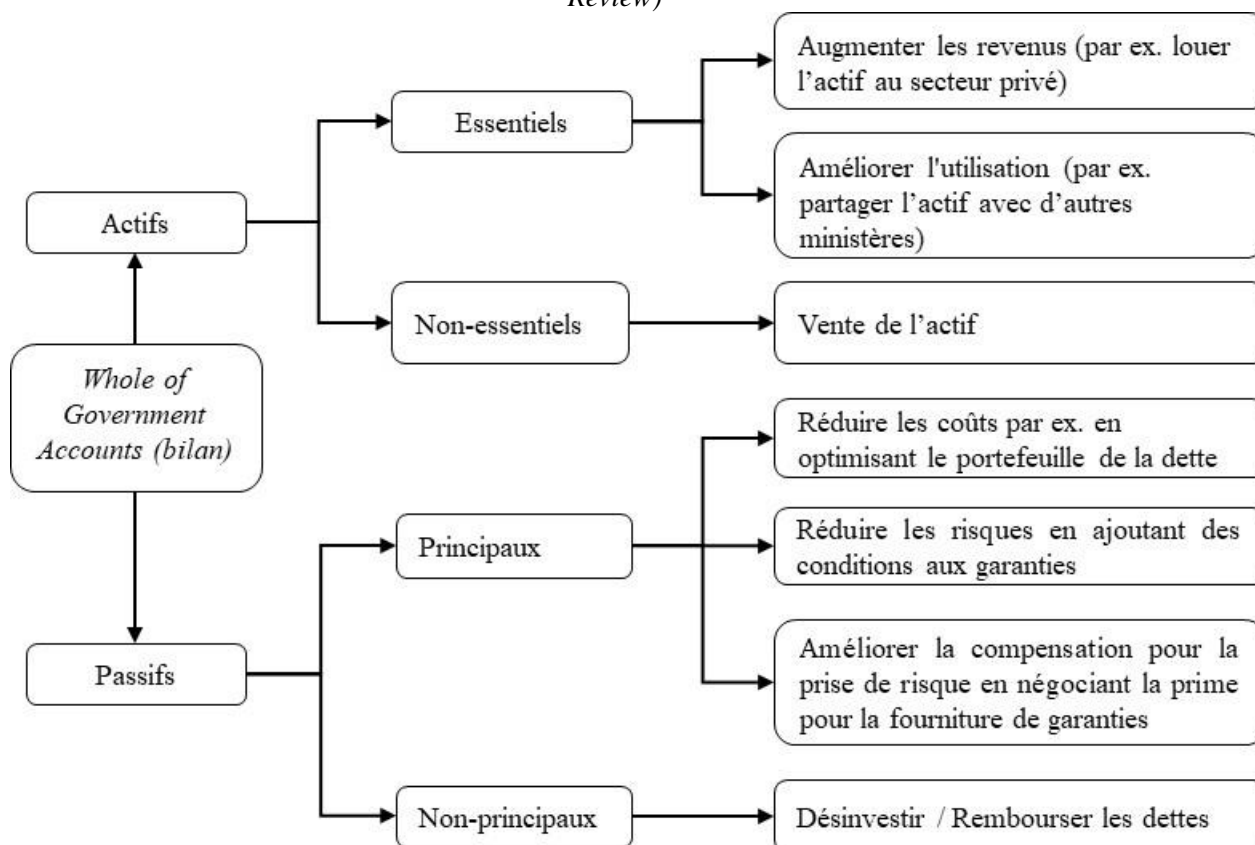 Review)
Augmenter les revenus (par ex. louer
l’actif au secteur privé)
Essentiels
Améliorer l'utilisation (par ex.
partager l’actif avec d’autres
ministères)
Actifs
Non-essentiels
Vente de l’actif
Whole of
Government
Accounts (bilan)
Réduire les coûts par ex. en
optimisant le portefeuille de la dette
Principaux
Réduire les risques en ajoutant des
conditions aux garanties
Passifs
Améliorer la compensation pour la
prise de risque en négociant la prime
pour la fourniture de garanties
Non-principaux
Désinvestir / Rembourser les dettes